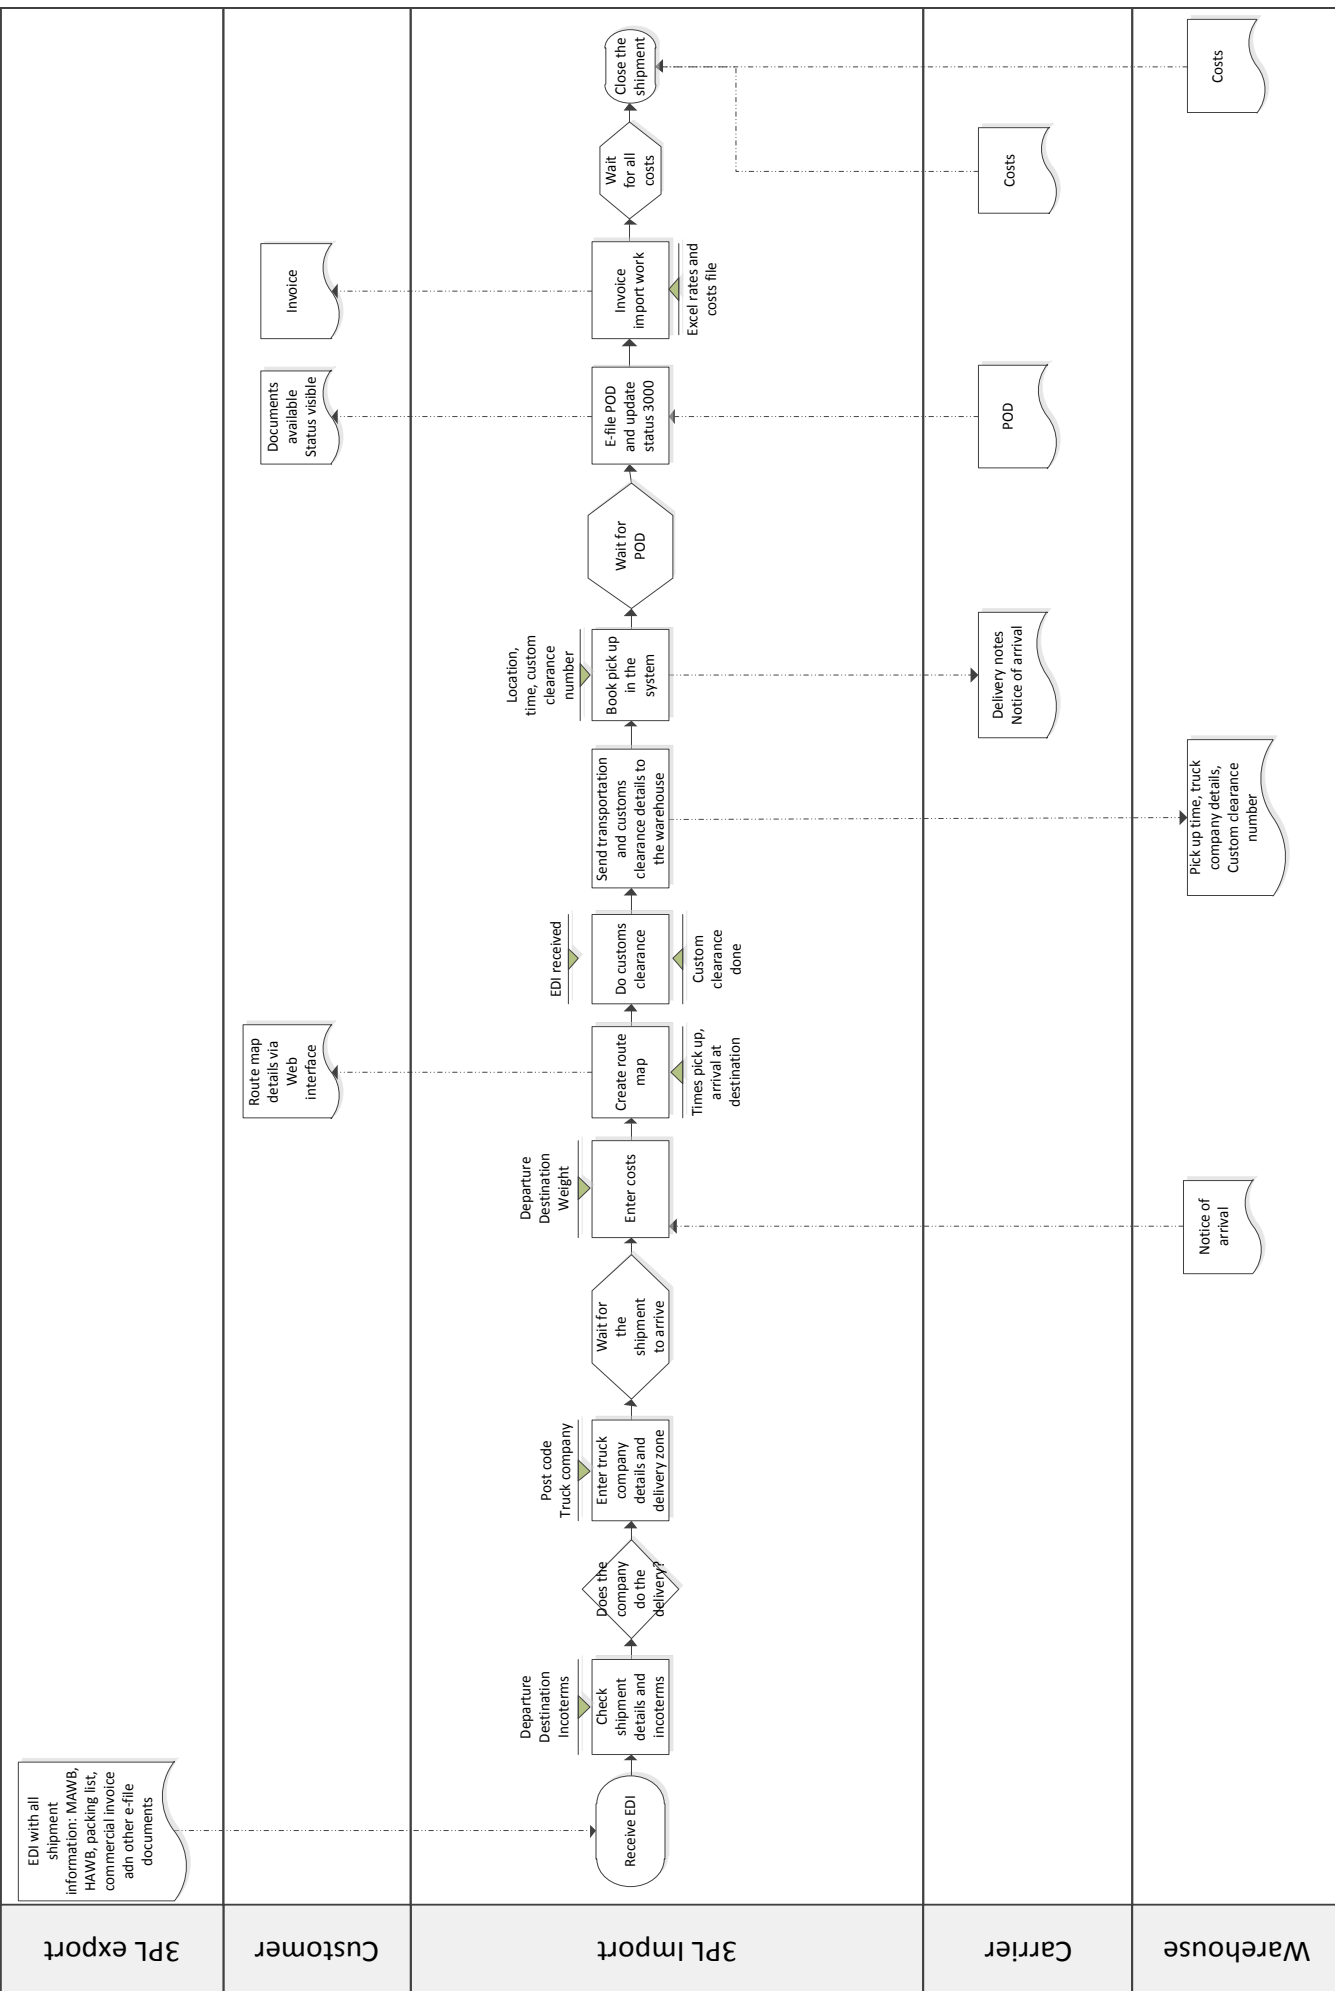 3PL export
EDI with all
shipment
information: MAWB,
HAWB, packing list,
commercial invoice
adn other e-file
documents
Customer
Route map
details via
Web
interface
Documents
available
Status visible
Invoice
3PL Import
Receive EDI
Departure
Destination
Incoterms
Check
shipment
details and
incoterms
Does the
company
do the
delivery?
Post code
Truck company
Enter truck
company
details and
delivery zone
Wait for
the
shipment
to arrive
Departure
Destination
Weight
Enter costs
Create route
map
Times pick up,
arrival at
destination
EDI received
Do customs
clearance
Custom
clearance
done
Send transportation
and customs
clearance details to
the warehouse
Location,
time, custom
clearance
number
Book pick up
in the
system
Wait for
POD
E-file POD
and update
status 3000
Invoice
import work
Excel rates and
costs file
Wait
for all
costs
Close the
shipment
Carrier
Delivery notes
Notice of arrival
POD
Costs
Warehouse
Notice of
arrival
Pick up time, truck
company details,
Custom clearance
number
Costs